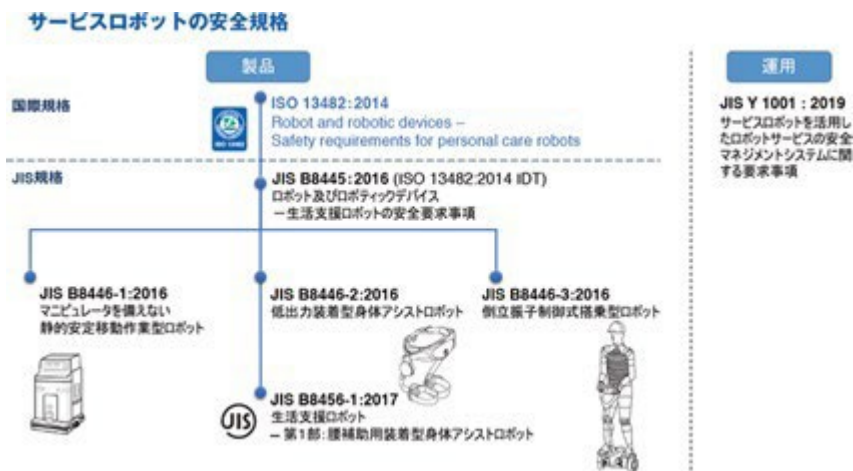 サービスロボットの安全規格
製品
運用
国際規格
ISO 13482:2014
Robot and robotic devices –
Safety requirements for personal care robots
JIS Y 1001 : 2019
サービスロボットを活用し
たロボットサービスの安全
マネジメントシステムに関
する要求事項
JIS規格
JIS B8445:2016 (ISO 13482:2014 IDT)
ロボット及びロボティックデバイス
－生活支援ロボットの安全要求事項
JIS B8446-1:2016
マニピュレータを備えない
静的安定移動作業型ロボット
JIS B8446-2:2016
低出力装着型身体アシストロボット
JIS B8446-3:2016
倒立振子制御式搭乗型ロボット
JIS
JIS B8456-1:2017
生活支援ロボット
– 第1部：腰補助用装着型身体アシストロボット